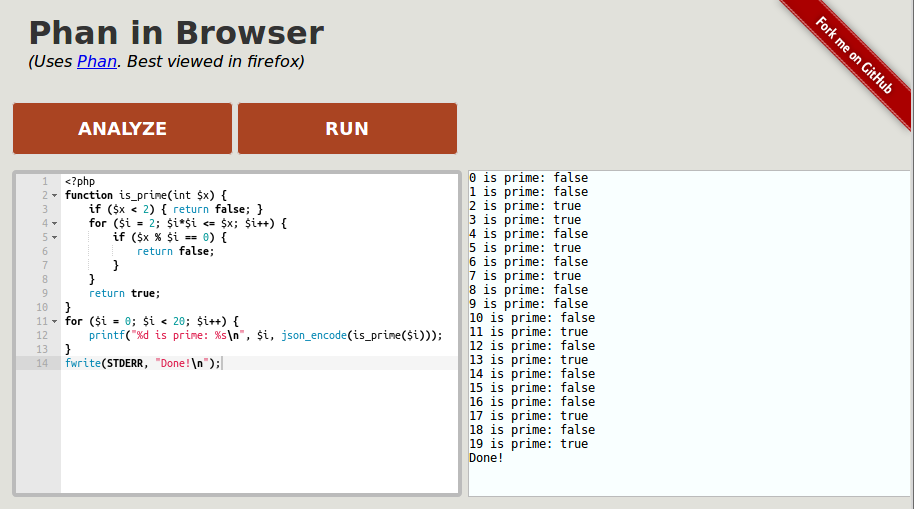 Phan in Browser
(Uses Phan. Best viewed in firefox)
Fork me on GitHub
ANALYZE
RUN
1 <?php
2 function is_prime(int $x) {
3     if ($x < 2) { return false; }
4     for ($i = 2; $i*$i <= $x; $i++) {
5         if ($x % $i == 0) {
6             return false;
7         }
8     }
9     return true;
10 }
11 for ($i = 0; $i < 20; $i++) {
12     printf("%d is prime: %s\n", $i, json_encode(is_prime($i)));
13 }
14 fwrite(STDERR, "Done!\n");
0 is prime: false
1 is prime: false
2 is prime: true
3 is prime: true
4 is prime: false
5 is prime: true
6 is prime: false
7 is prime: true
8 is prime: false
9 is prime: false
10 is prime: false
11 is prime: true
12 is prime: false
13 is prime: true
14 is prime: false
15 is prime: false
16 is prime: false
17 is prime: true
18 is prime: false
19 is prime: true
Done!